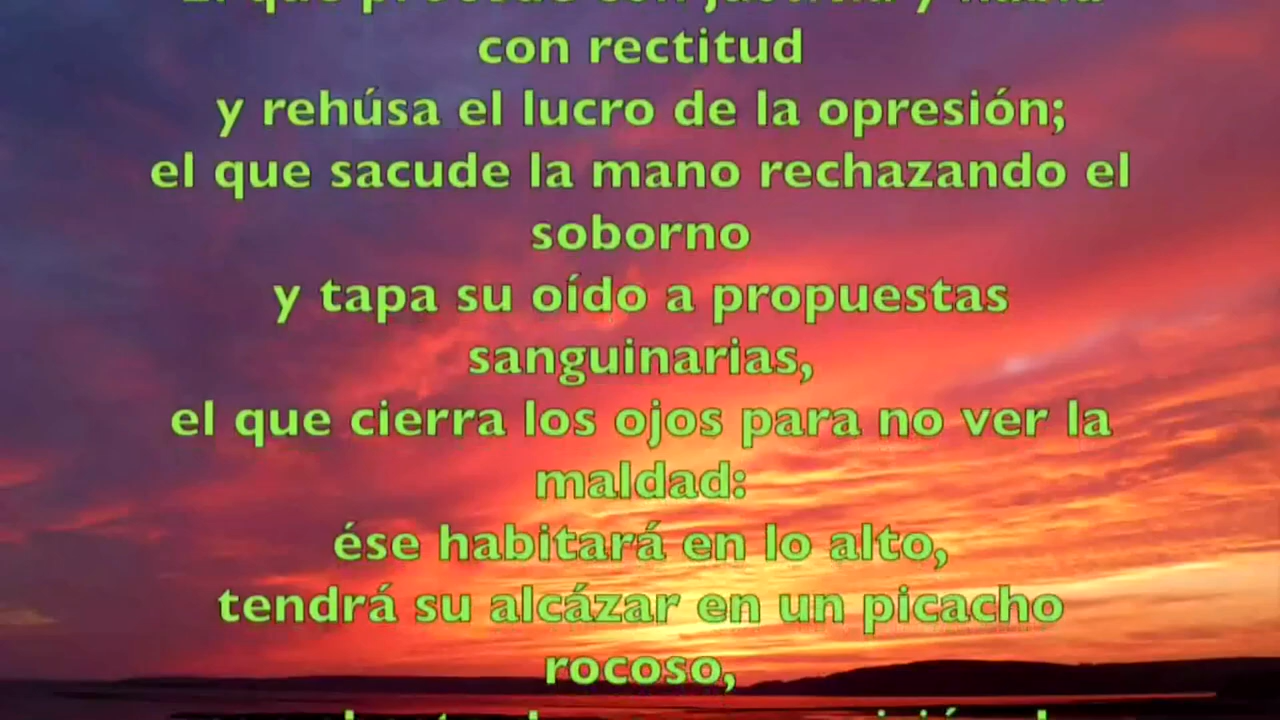 con rectitud
y rehúsa el lucro de la opresión;
el que sacude la mano rechazando el
soborno
y tapa su oído a propuestas
sanguinarias,
el que cierra los ojos para no ver la
maldad:
ése habitará en lo alto,
tendrá su alcázar en un picacho
rocoso,